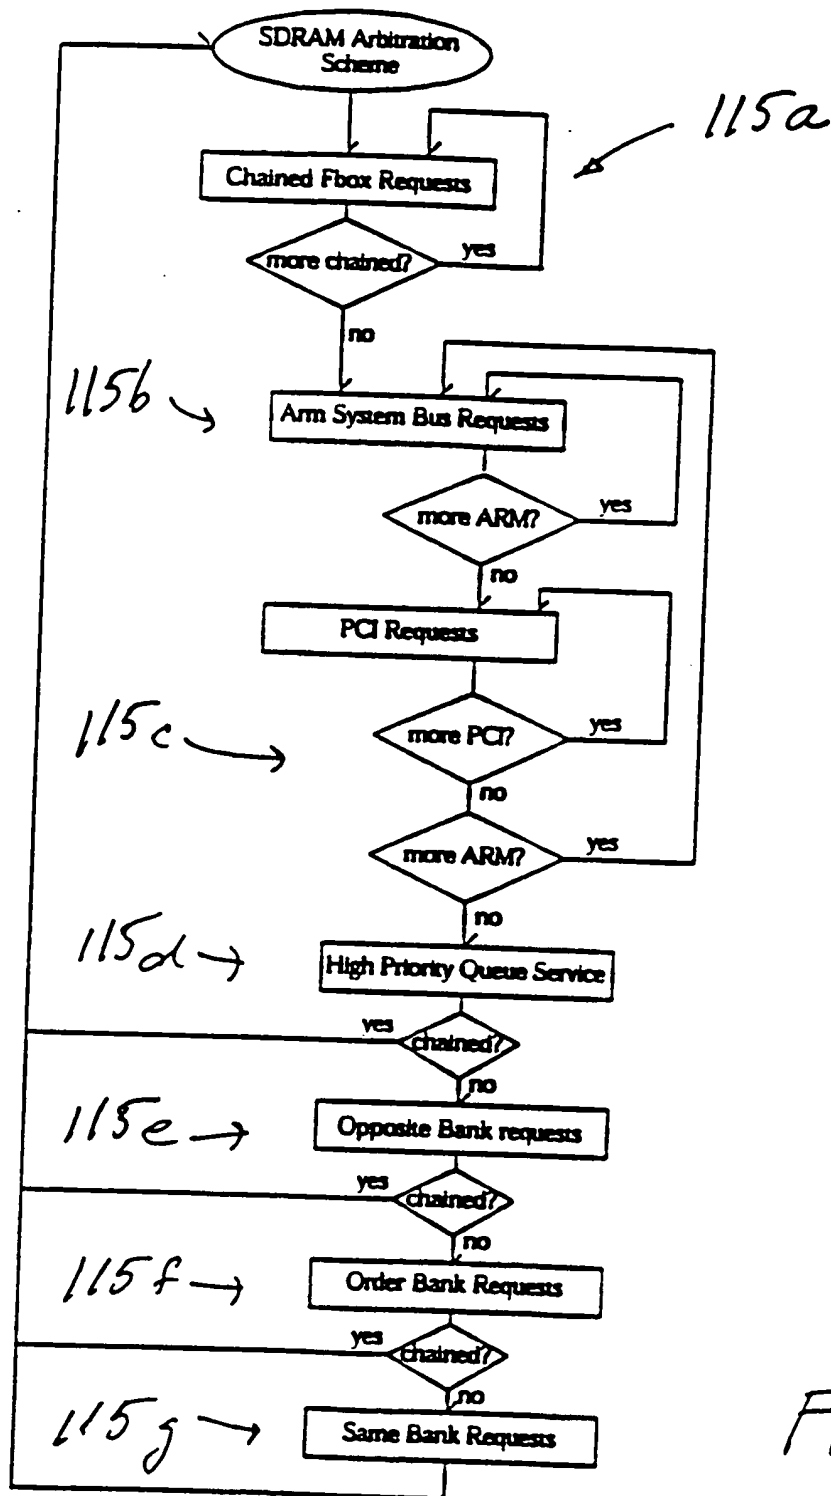 SDRAM Arbitration
Scheme
115a
Chained Fbox Requests
more chained?
yes
no
115b
Arm System Bus Requests
more ARM?
yes
no
PCI Requests
115c
more PCI?
yes
no
more ARM?
yes
no
115d
High Priority Queue Service
yes
chained?
no
115e
Opposite Bank requests
yes
chained?
no
115f
Order Bank Requests
yes
chained?
no
115g
Same Bank Requests